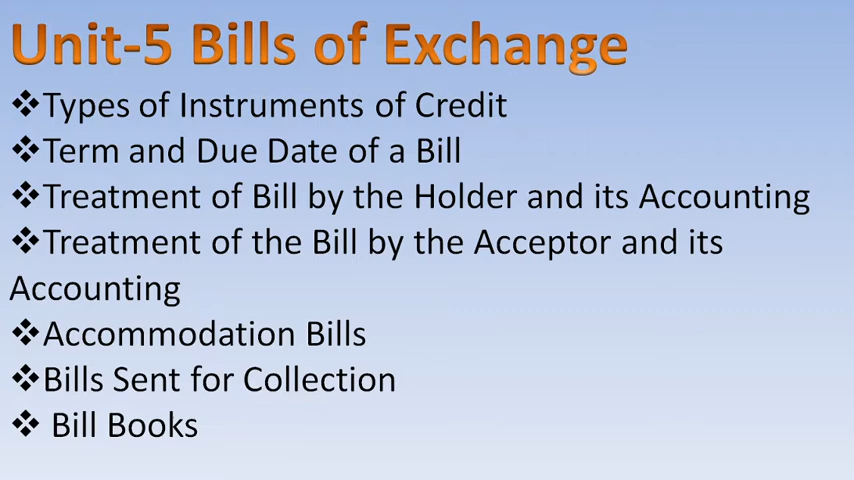 Unit-5 Bills of Exchange
❖Types of Instruments of Credit
❖Term and Due Date of a Bill
❖Treatment of Bill by the Holder and its Accounting
❖Treatment of the Bill by the Acceptor and its
Accounting
❖Accommodation Bills
❖Bills Sent for Collection
❖ Bill Books